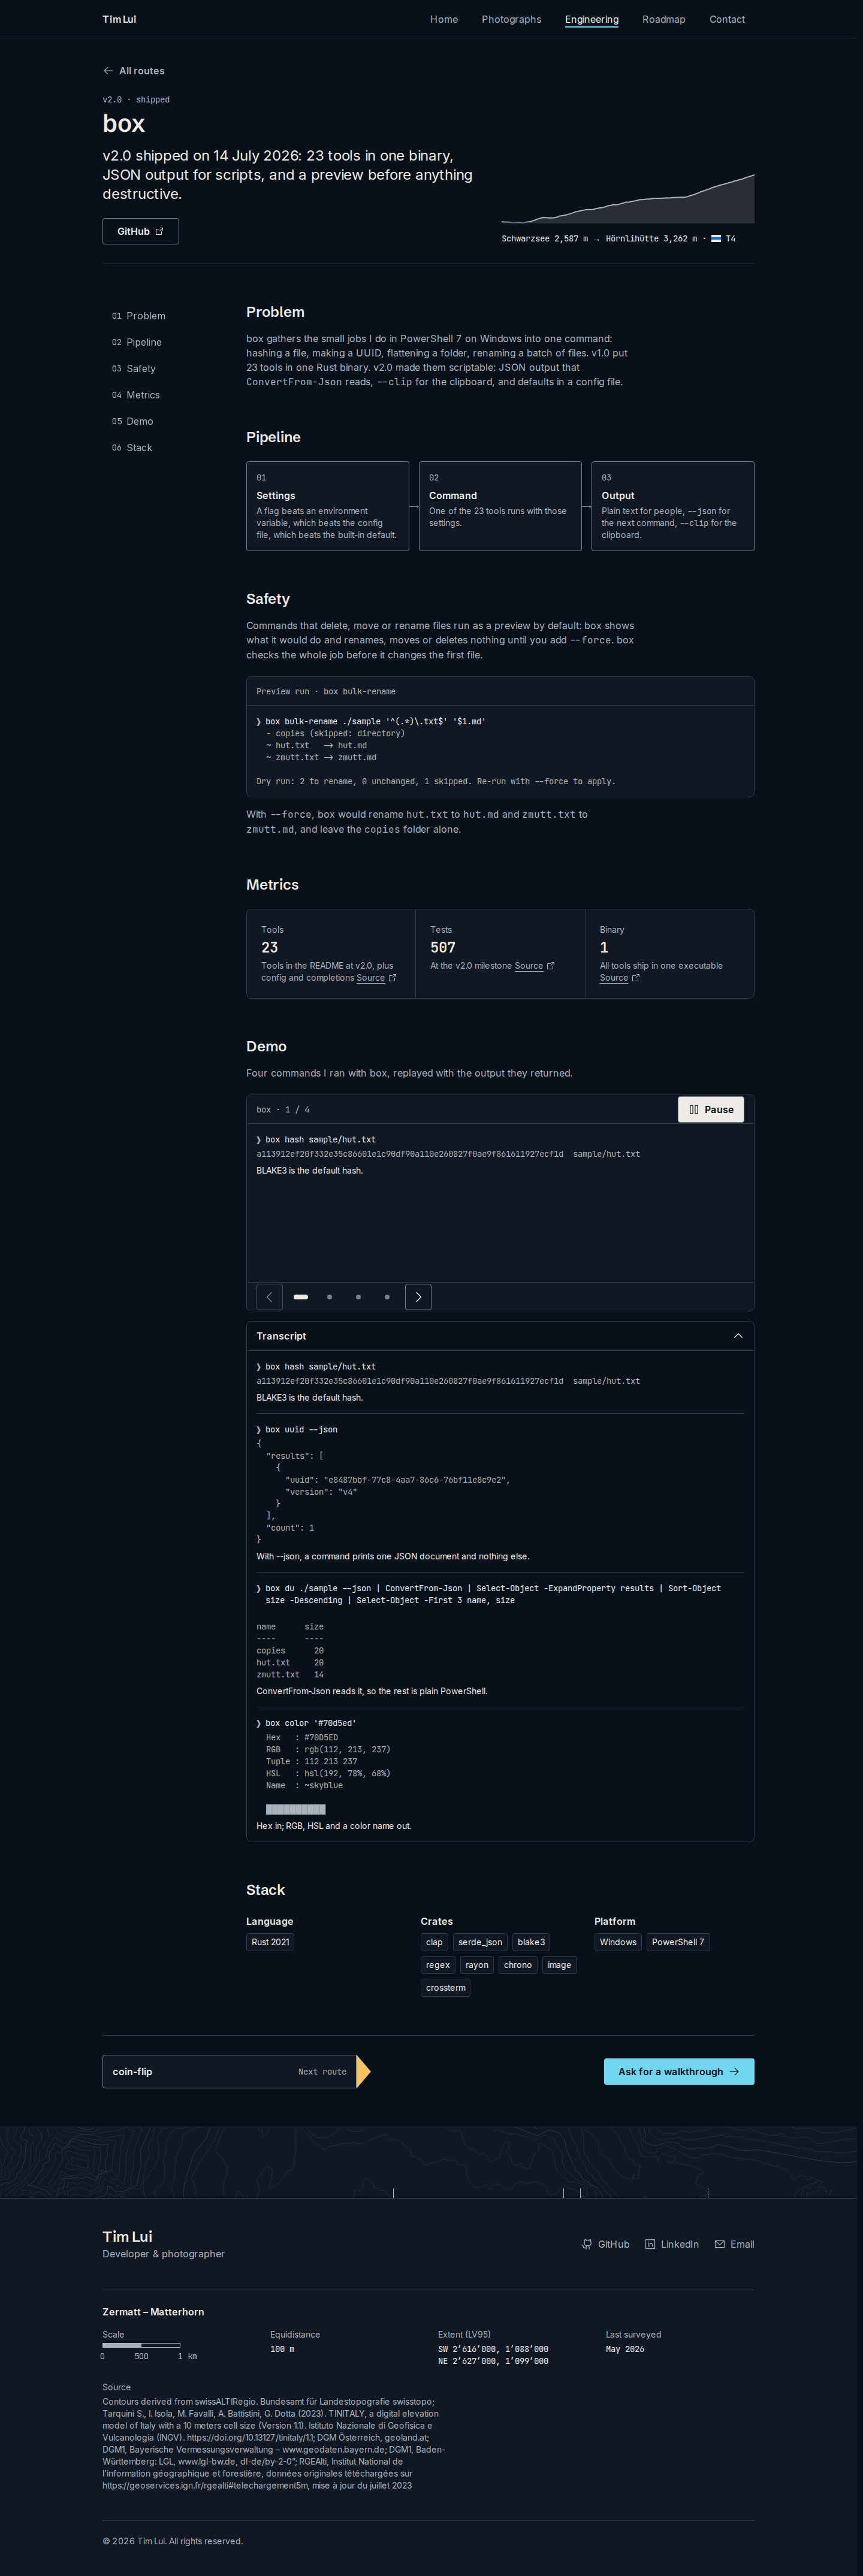 Tim Lui
Home Photographs Engineering Roadmap Contact
All routes
v2.0 · shipped
box
v2.0 shipped on 14 July 2026: 23 tools in one binary,
JSON output for scripts, and a preview before anything
destructive.
GitHub
Schwarzsee 2,587 m → Hörnlihütte 3,262 m · T4
01 Problem
02 Pipeline
03 Safety
04 Metrics
05 Demo
06 Stack
Problem
box gathers the small jobs I do in PowerShell 7 on Windows into one command:
hashing a file, making a UUID, flattening a folder, renaming a batch of files. v1.0 put
23 tools in one Rust binary. v2.0 made them scriptable: JSON output that
ConvertFrom-Json reads, --clip for the clipboard, and defaults in a config file.
Pipeline
01
Settings
A flag beats an environment
variable, which beats the config
file, which beats the built-in default.
02
Command
One of the 23 tools runs with those
settings.
03
Output
Plain text for people, --json for
the next command, --clip for the
clipboard.
Safety
Commands that delete, move or rename files run as a preview by default: box shows
what it would do and renames, moves or deletes nothing until you add --force. box
checks the whole job before it changes the first file.
Preview run · box bulk-rename
❯ box bulk-rename ./sample '^(.*)\.txt$' '$1.md'
- copies (skipped: directory)
~ hut.txt --> hut.md
~ zmutt.txt --> zmutt.md
Dry run: 2 to rename, 0 unchanged, 1 skipped. Re-run with --force to apply.
With --force, box would rename hut.txt to hut.md and zmutt.txt to
zmutt.md, and leave the copies folder alone.
Metrics
Tools
23
Tools in the README at v2.0, plus
config and completions Source
Tests
507
At the v2.0 milestone Source
Binary
1
All tools ship in one executable
Source
Demo
Four commands I ran with box, replayed with the output they returned.
box · 1 / 4
Pause
❯ box hash sample/hut.txt
a113912ef20f332e35c86601e1c90df90a110e260827f0ae9f861611927ecf1d sample/hut.txt
BLAKE3 is the default hash.
Transcript
❯ box hash sample/hut.txt
a113912ef20f332e35c86601e1c90df90a110e260827f0ae9f861611927ecf1d sample/hut.txt
BLAKE3 is the default hash.
❯ box uuid --json
{
"results": [
{
"uuid": "e8487bbf-77c8-4aa7-86c6-76bf11e8c9e2",
"version": "v4"
}
],
"count": 1
}
With --json, a command prints one JSON document and nothing else.
❯ box du ./sample --json | ConvertFrom-Json | Select-Object -ExpandProperty results | Sort-Object
size -Descending | Select-Object -First 3 name, size
name size
---- ----
copies 20
hut.txt 20
zmutt.txt 14
ConvertFrom-Json reads it, so the rest is plain PowerShell.
❯ box color '#70d5ed'
Hex : #70D5ED
RGB : rgb(112, 213, 237)
Tuple : 112 213 237
HSL : hsl(192, 78%, 68%)
Name : ~skyblue
Hex in; RGB, HSL and a color name out.
Stack
Language
Rust 2021
Crates
clap serde_json blake3
regex rayon chrono image
crossterm
Platform
Windows PowerShell 7
coin-flip Next route
Ask for a walkthrough
Tim Lui
Developer & photographer
GitHub LinkedIn Email
Zermatt – Matterhorn
Scale
0 500 1 km
Equidistance
100 m
Extent (LV95)
SW 2’616’000, 1’088’000
NE 2’627’000, 1’099’000
Last surveyed
May 2026
Source
Contours derived from swissALTIRegio. Bundesamt für Landestopografie swisstopo;
Tarquini S., I. Isola, M. Favalli, A. Battistini, G. Dotta (2023). TINITALY, a digital elevation
model of Italy with a 10 meters cell size (Version 1.1). Istituto Nazionale di Geofisica e
Vulcanologia (INGV). https://doi.org/10.13127/tinitaly/1.1; DGM Österreich, geoland.at;
DGM1, Bayerische Vermessungsverwaltung – www.geodaten.bayern.de; DGM1, Baden-
Württemberg: LGL, www.lgl-bw.de, dl-de/by-2-0"; RGEAlti, Institut National de
l’information géographique et forestière, données originales tétéchargées sur
https://geoservices.ign.fr/rgealti#telechargement5m, mise à jour du juillet 2023
© 2026 Tim Lui. All rights reserved.